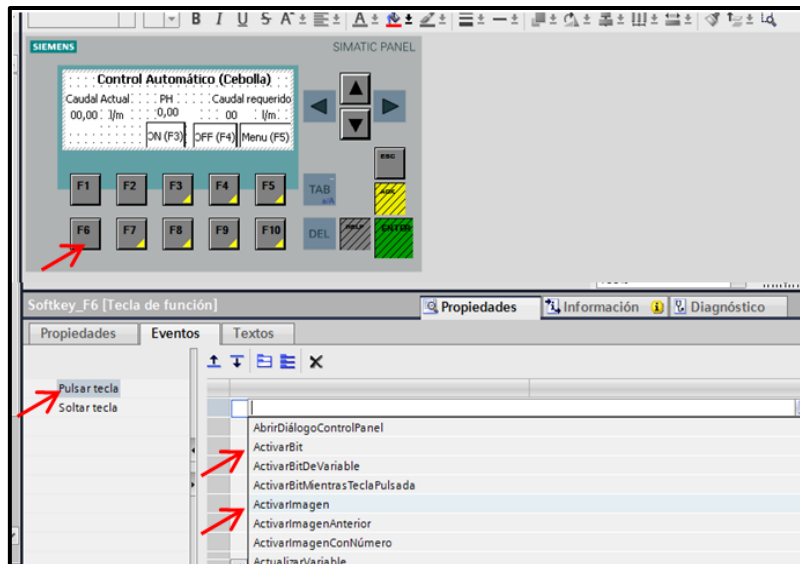 B I U S A
SIEMENS SIMATIC PANEL
Control Automático (Cebolla)
Caudal Actual PH Caudal requerido
00,00 l/m 0,00 00 l/m
ON (F3) OFF (F4) Menu (F5)
ESC
F1 F2 F3 F4 F5 TAB ACK
F6 F7 F8 F9 F10 DEL HELP ENTER
Softkey_F6 [Tecla de función] Propiedades Información Diagnóstico
Propiedades Eventos Textos
Pulsar tecla
Soltar tecla
AbrirDiálogoControlPanel
ActivarBit
ActivarBitDeVariable
ActivarBitMientrasTeclaPulsada
ActivarImagen
ActivarImagenAnterior
ActivarImagenConNúmero
ActualizarVariable